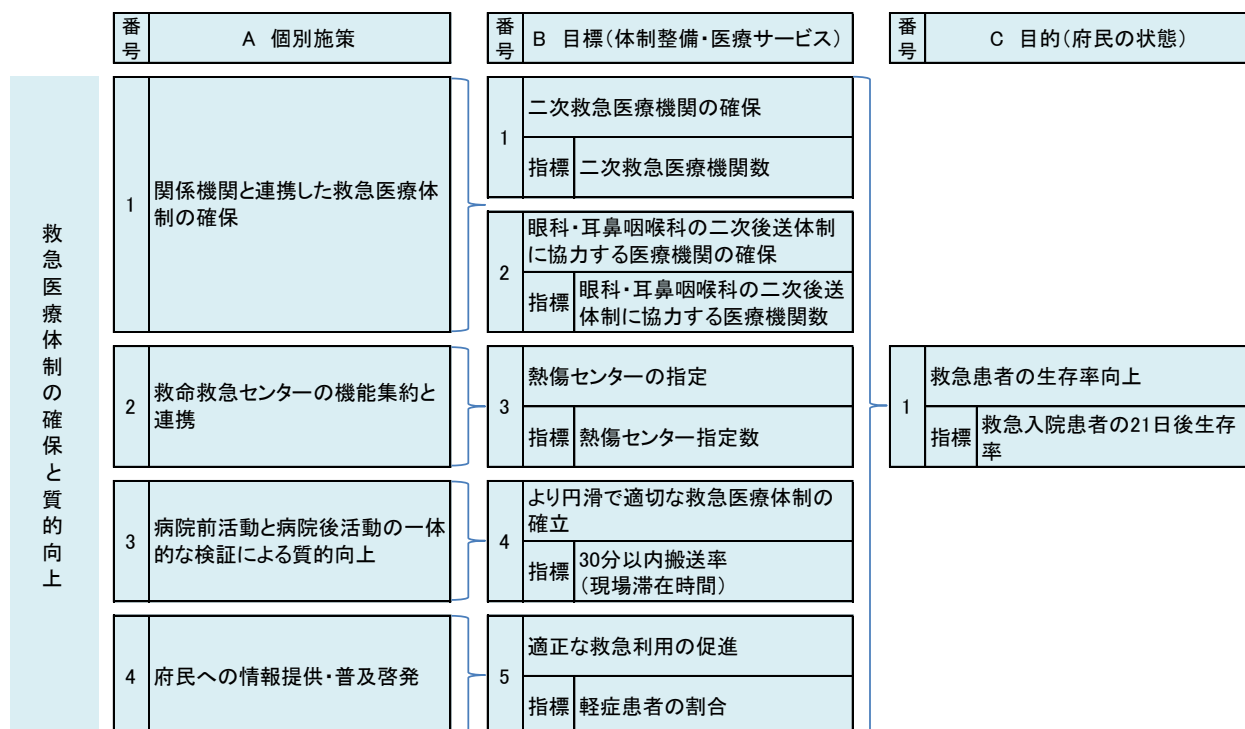 番号
A 個別施策
番号
B 目標(体制整備・医療サービス)
番号
C 目的(府民の状態)
救急医療体制の確保と質的向上
1
関係機関と連携した救急医療体
制の確保
1
二次救急医療機関の確保
指標
二次救急医療機関数
2
眼科・耳鼻咽喉科の二次後送体制
に協力する医療機関の確保
指標
眼科・耳鼻咽喉科の二次後送
体制に協力する医療機関数
2
救命救急センターの機能集約と
連携
3
熱傷センターの指定
指標
熱傷センター指定数
1
救急患者の生存率向上
指標
救急入院患者の21日後生存
率
3
病院前活動と病院後活動の一体
的な検証による質的向上
4
より円滑で適切な救急医療体制の
確立
指標
30分以内搬送率
(現場滞在時間)
4
府民への情報提供・普及啓発
5
適正な救急利用の促進
指標
軽症患者の割合